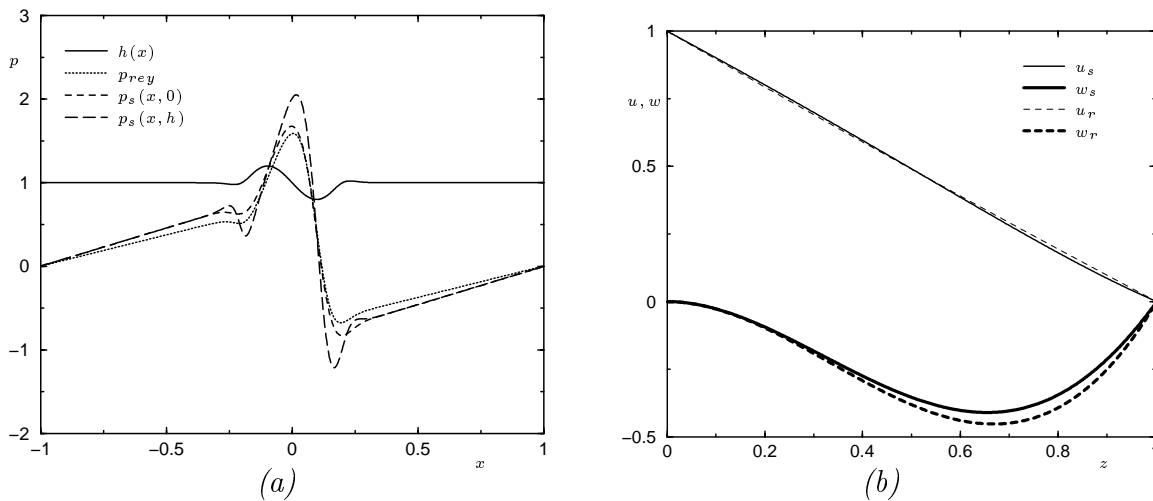 3
2
1
0
−1
−2
p
h(x)
p_rey
p_s(x,0)
p_s(x,h)
−1
−0.5
0
0.5
1
x
(a)
1
u, w
0.5
0
−0.5
u_s
w_s
u_r
w_r
0
0.2
0.4
0.6
0.8
1
z
(b)